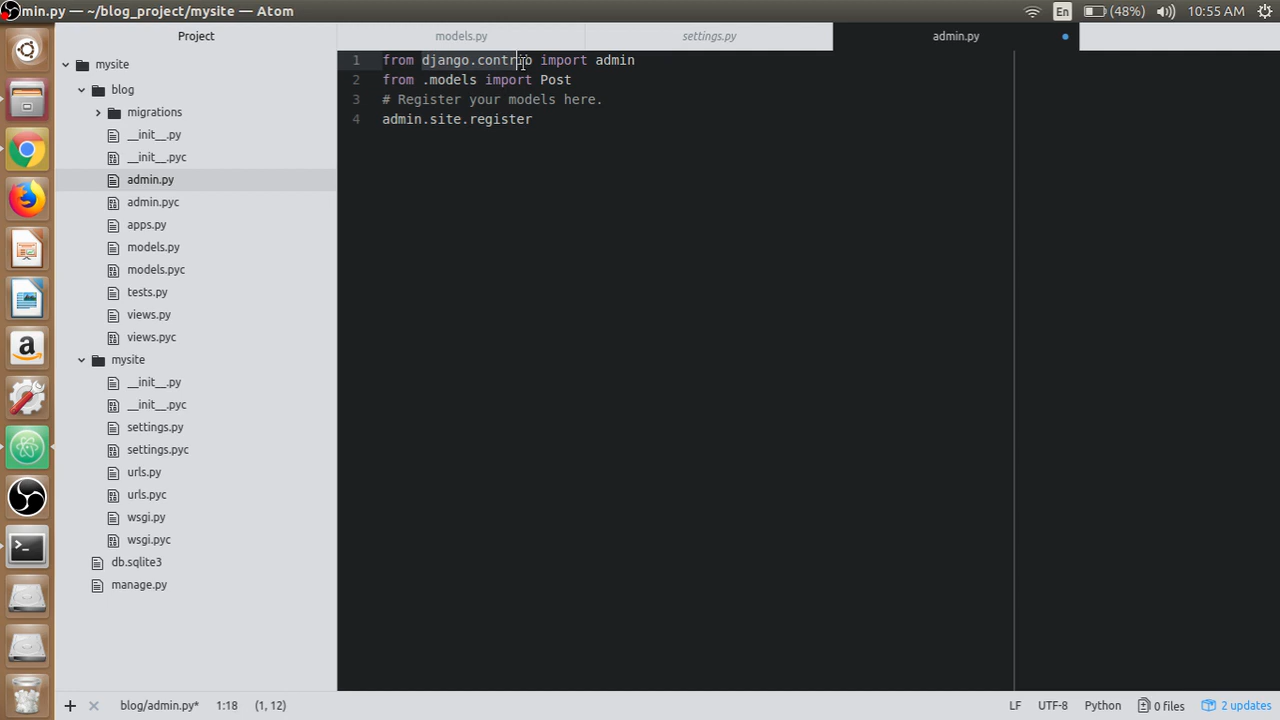 min.py — ~/blog_project/mysite — Atom
En
(48%)
10:55 AM
Project
mysite
blog
migrations
__init__.py
__init__.pyc
admin.py
admin.pyc
apps.py
models.py
models.pyc
tests.py
views.py
views.pyc
mysite
__init__.py
__init__.pyc
settings.py
settings.pyc
urls.py
urls.pyc
wsgi.py
wsgi.pyc
db.sqlite3
manage.py
models.py
settings.py
admin.py
1 from django.contrib import admin
2 from .models import Post
3 # Register your models here.
4 admin.site.register
blog/admin.py*
1:18
(1, 12)
LF
UTF-8
Python
0 files
2 updates